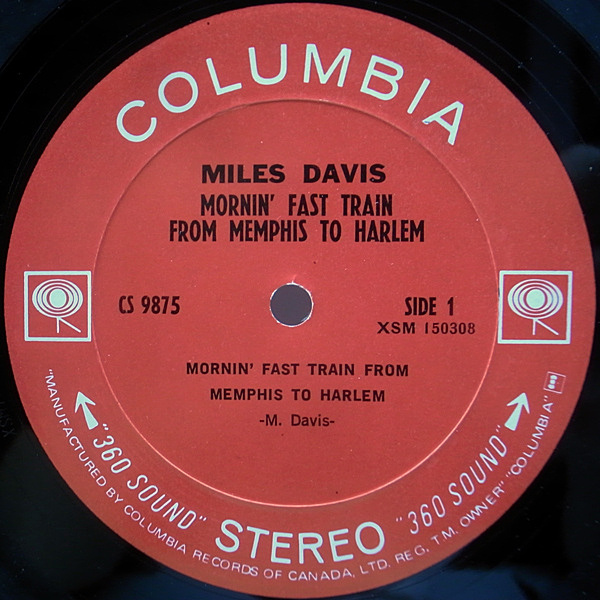 COLUMBIA
MILES DAVIS
MORNIN' FAST TRAIN
FROM MEMPHIS TO HARLEM
CS 9875
SIDE 1
XSM 150308
MORNIN' FAST TRAIN FROM
MEMPHIS TO HARLEM
-M. Davis-
"360 SOUND" STEREO "360 SOUND"
"MANUFACTURED BY COLUMBIA RECORDS OF CANADA, LTD. REG. T.M. OWNER" "COLUMBIA"